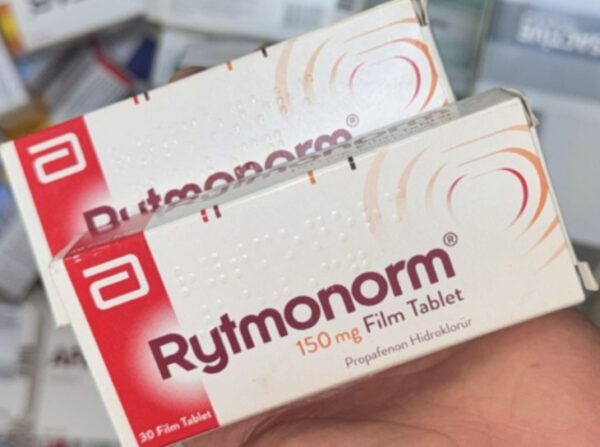 Rytmonorm®
Rytmonorm®
150 mg Film Tablet
Propafenon Hidroklorür
30 Film Tablet